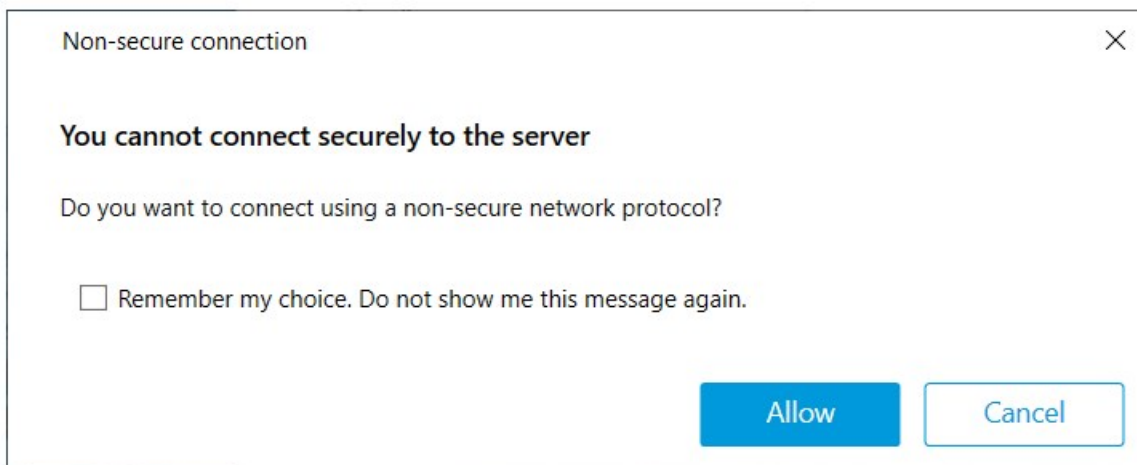 Non-secure connection
You cannot connect securely to the server
Do you want to connect using a non-secure network protocol?
Remember my choice. Do not show me this message again.
Allow
Cancel